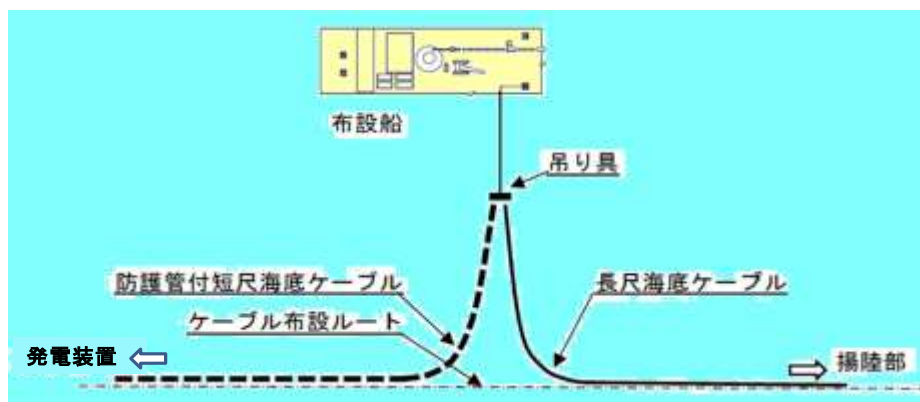 布設船
吊り具
防護管付短尺海底ケーブル
長尺海底ケーブル
ケーブル布設ルート
発電装置
揚陸部